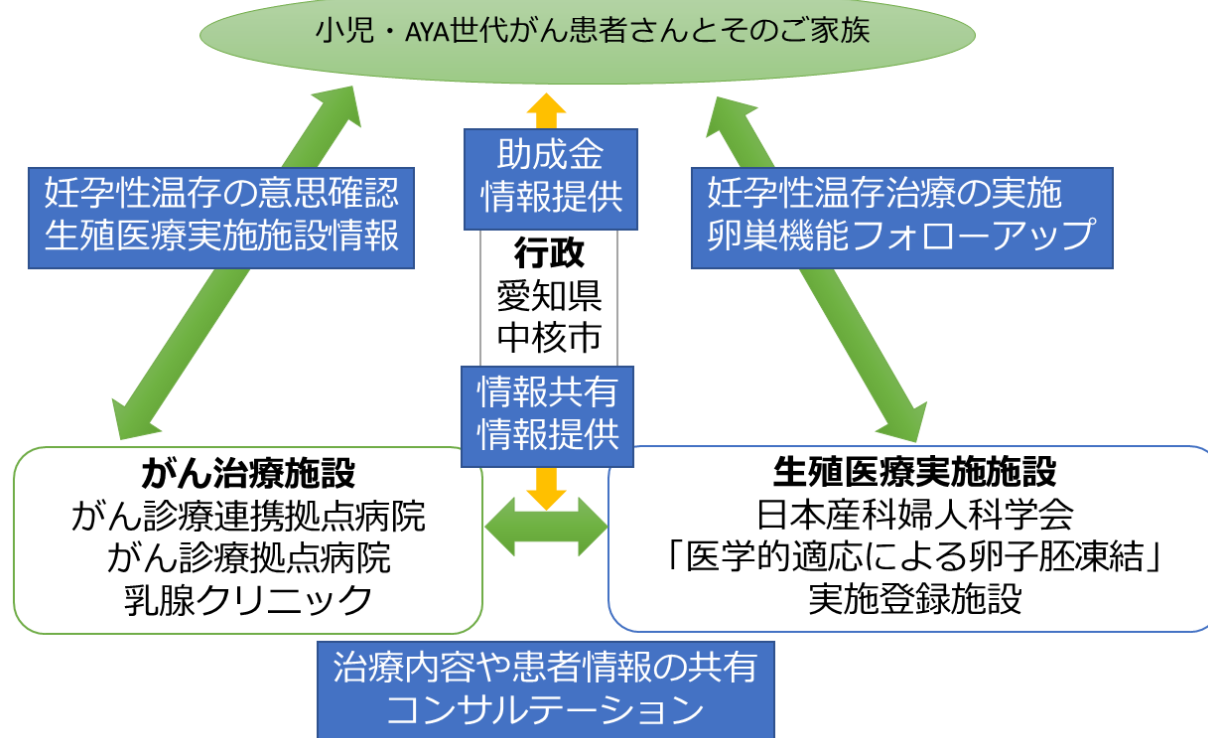 小児・AYA世代がん患者さんとそのご家族
助成金
情報提供
妊孕性温存の意思確認
生殖医療実施施設情報
妊孕性温存治療の実施
卵巣機能フォローアップ
行政
愛知県
中核市
情報共有
情報提供
がん治療施設
がん診療連携拠点病院
がん診療拠点病院
乳腺クリニック
生殖医療実施施設
日本産科婦人科学会
「医学的適応による卵子胚凍結」
実施登録施設
治療内容や患者情報の共有
コンサルテーション